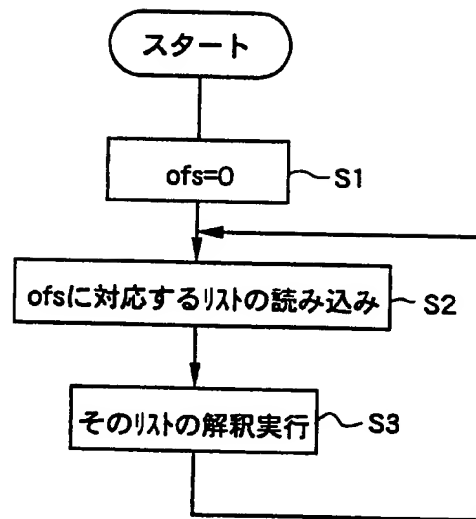 スタート
ofs=0
S1
ofsに対応するリストの読み込み
S2
そのリストの解釈実行
S3